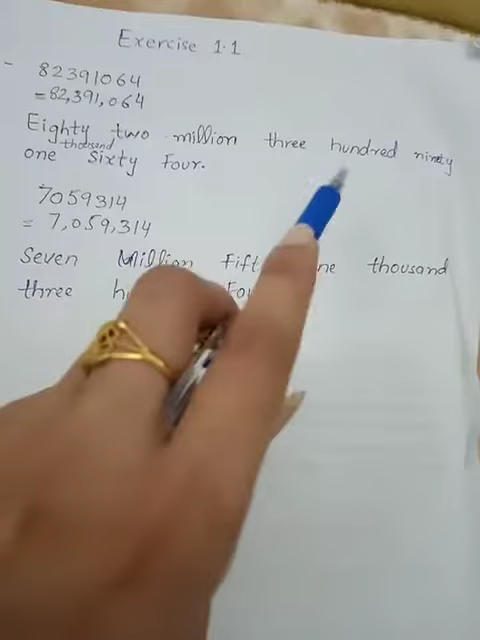 Exercise 1.1
- 82391064
= 82,391,064
Eighty two million three hundred ninety
thousand
one sixty Four.
7059314
= 7,059,314
Seven Million thousand
three